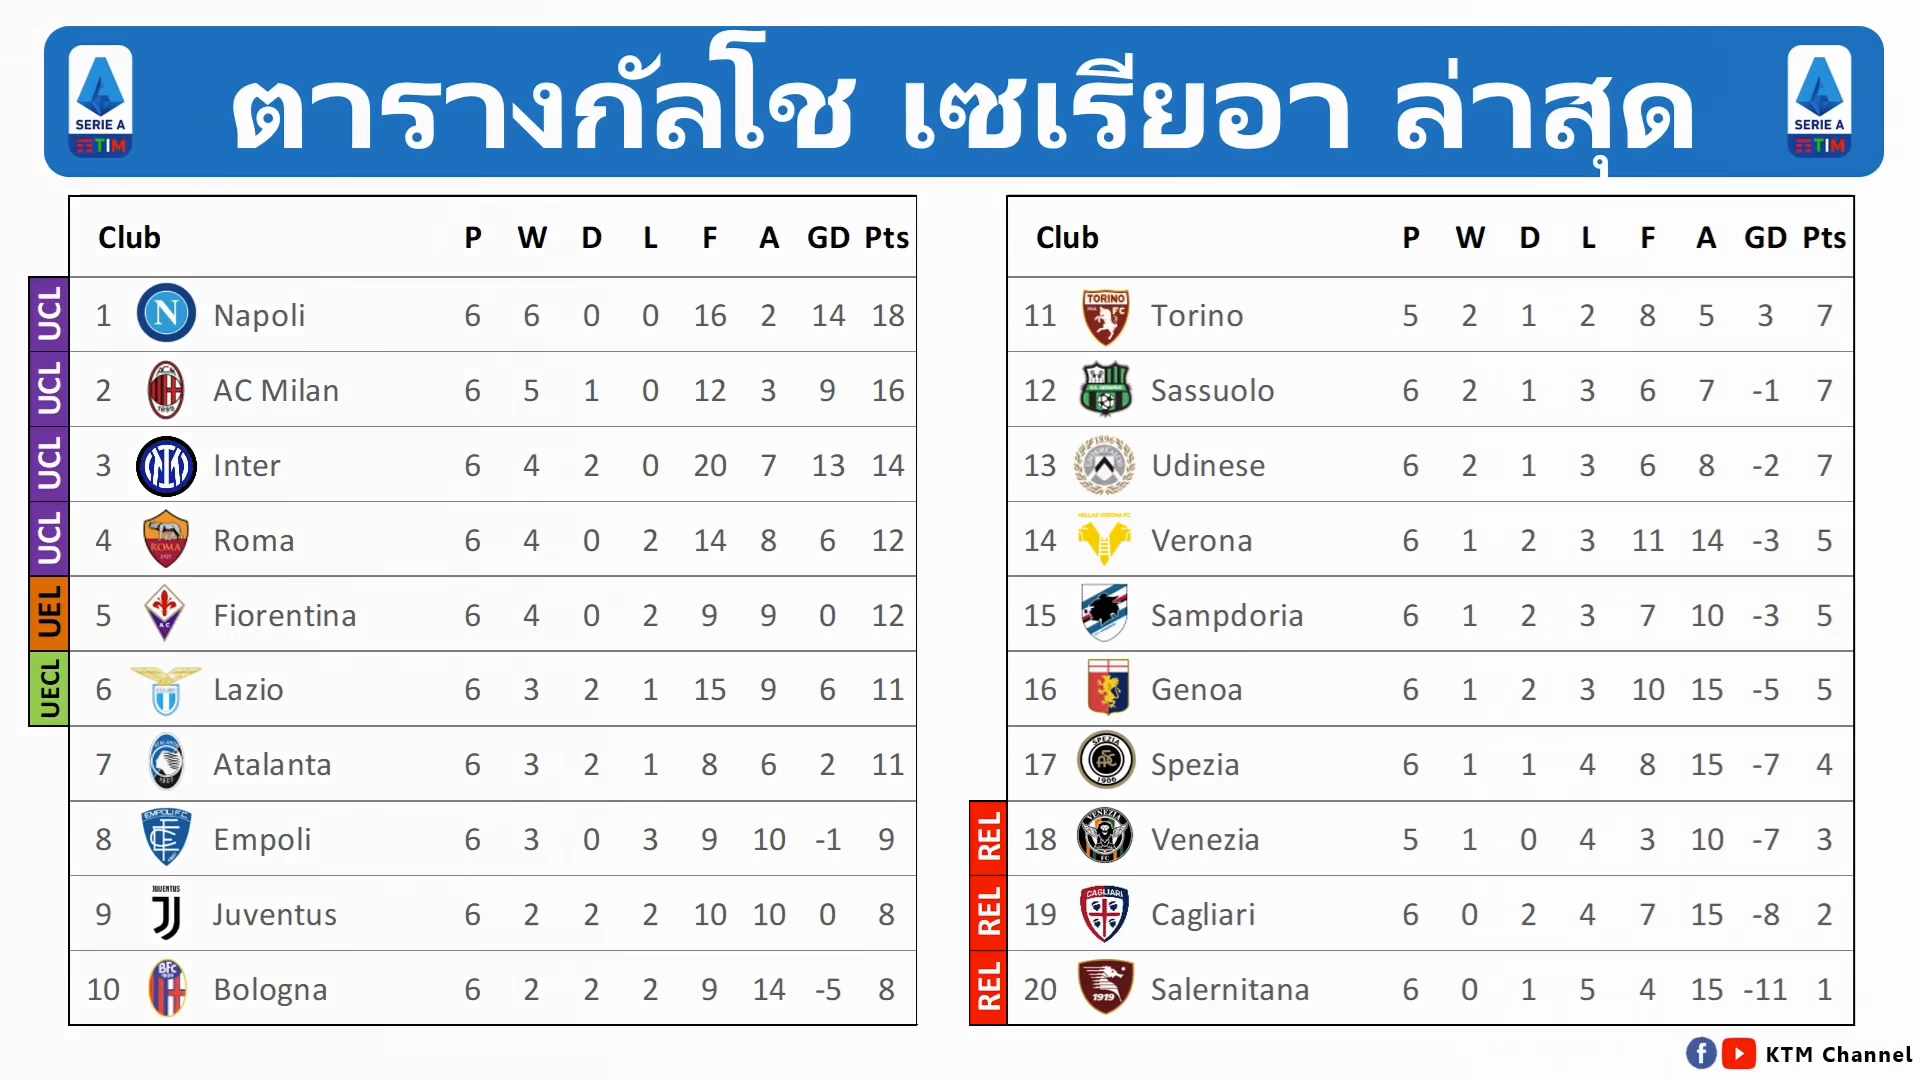 ตารางกัลโช เซเรียอา ล่าสุด
SERIE A
TIM
SERIE A
TIM
Club P W D L F A GD Pts
UCL 1 Napoli 6 6 0 0 16 2 14 18
UCL 2 AC Milan 6 5 1 0 12 3 9 16
UCL 3 Inter 6 4 2 0 20 7 13 14
UCL 4 Roma 6 4 0 2 14 8 6 12
UEL 5 Fiorentina 6 4 0 2 9 9 0 12
UECL 6 Lazio 6 3 2 1 15 9 6 11
7 Atalanta 6 3 2 1 8 6 2 11
8 Empoli 6 3 0 3 9 10 -1 9
9 Juventus 6 2 2 2 10 10 0 8
10 Bologna 6 2 2 2 9 14 -5 8
Club P W D L F A GD Pts
11 Torino 5 2 1 2 8 5 3 7
12 Sassuolo 6 2 1 3 6 7 -1 7
13 Udinese 6 2 1 3 6 8 -2 7
14 Verona 6 1 2 3 11 14 -3 5
15 Sampdoria 6 1 2 3 7 10 -3 5
16 Genoa 6 1 2 3 10 15 -5 5
17 Spezia 6 1 1 4 8 15 -7 4
REL 18 Venezia 5 1 0 4 3 10 -7 3
REL 19 Cagliari 6 0 2 4 7 15 -8 2
REL 20 Salernitana 6 0 1 5 4 15 -11 1
KTM Channel